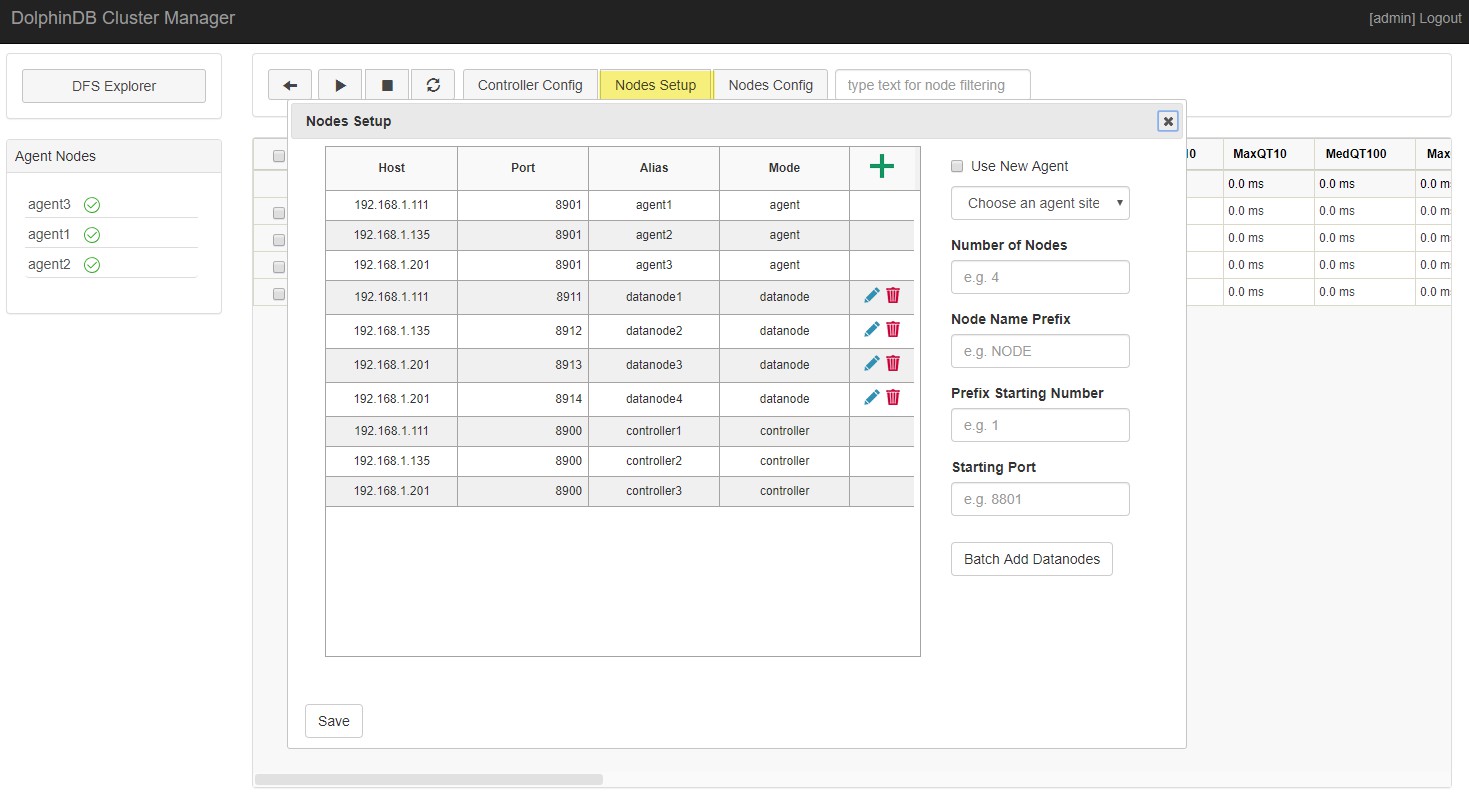 DolphinDB Cluster Manager
[admin] Logout
DFS Explorer
Controller Config
Nodes Setup
Nodes Config
type text for node filtering
Agent Nodes
agent3
agent1
agent2
Nodes Setup
Host Port Alias Mode
192.168.1.111 8901 agent1 agent
192.168.1.135 8901 agent2 agent
192.168.1.201 8901 agent3 agent
192.168.1.111 8911 datanode1 datanode
192.168.1.135 8912 datanode2 datanode
192.168.1.201 8913 datanode3 datanode
192.168.1.201 8914 datanode4 datanode
192.168.1.111 8900 controller1 controller
192.168.1.135 8900 controller2 controller
192.168.1.201 8900 controller3 controller
Use New Agent
Choose an agent site
Number of Nodes
e.g. 4
Node Name Prefix
e.g. NODE
Prefix Starting Number
e.g. 1
Starting Port
e.g. 8801
Batch Add Datanodes
Save
MaxQT10 MedQT100 Max
0.0 ms 0.0 ms 0.0 m
0.0 ms 0.0 ms 0.0 m
0.0 ms 0.0 ms 0.0 m
0.0 ms 0.0 ms 0.0 m
0.0 ms 0.0 ms 0.0 m